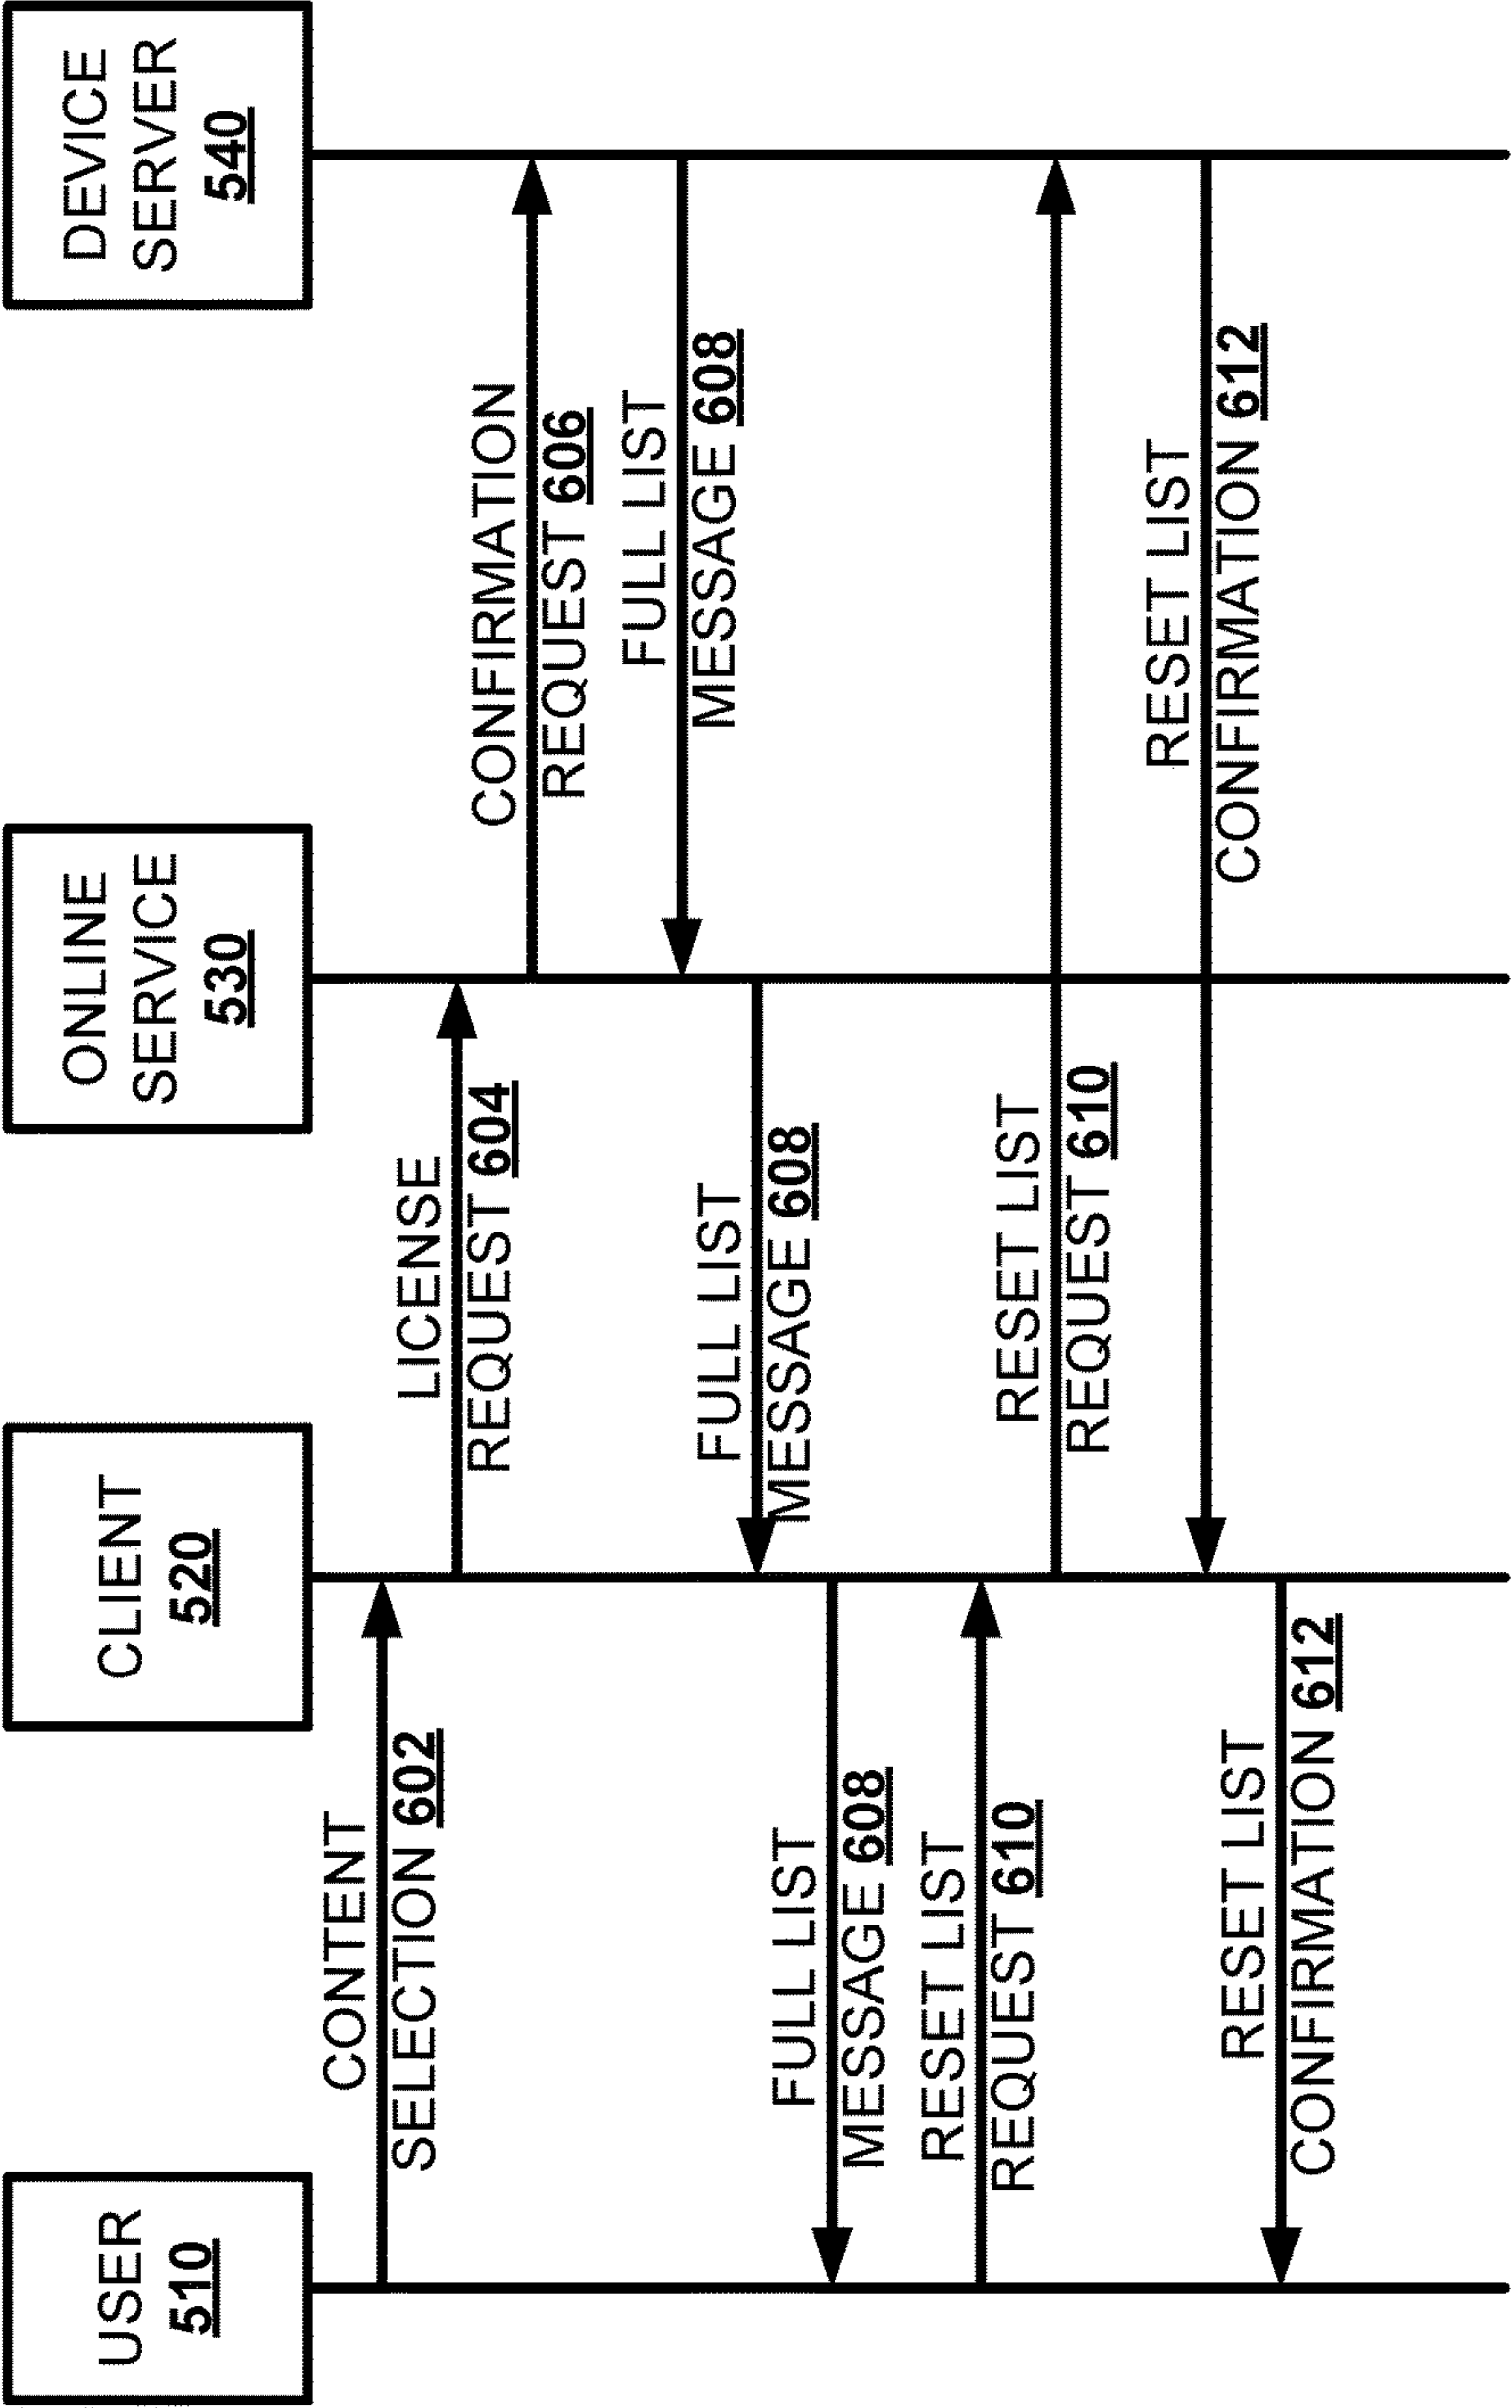 USER
510
CLIENT
520
ONLINE
SERVICE
530
DEVICE
SERVER
540
CONTENT
SELECTION 602
LICENSE
REQUEST 604
CONFIRMATION
REQUEST 606
FULL LIST
MESSAGE 608
FULL LIST
MESSAGE 608
FULL LIST
MESSAGE 608
RESET LIST
REQUEST 610
RESET LIST
REQUEST 610
RESET LIST
CONFIRMATION 612
RESET LIST
CONFIRMATION 612